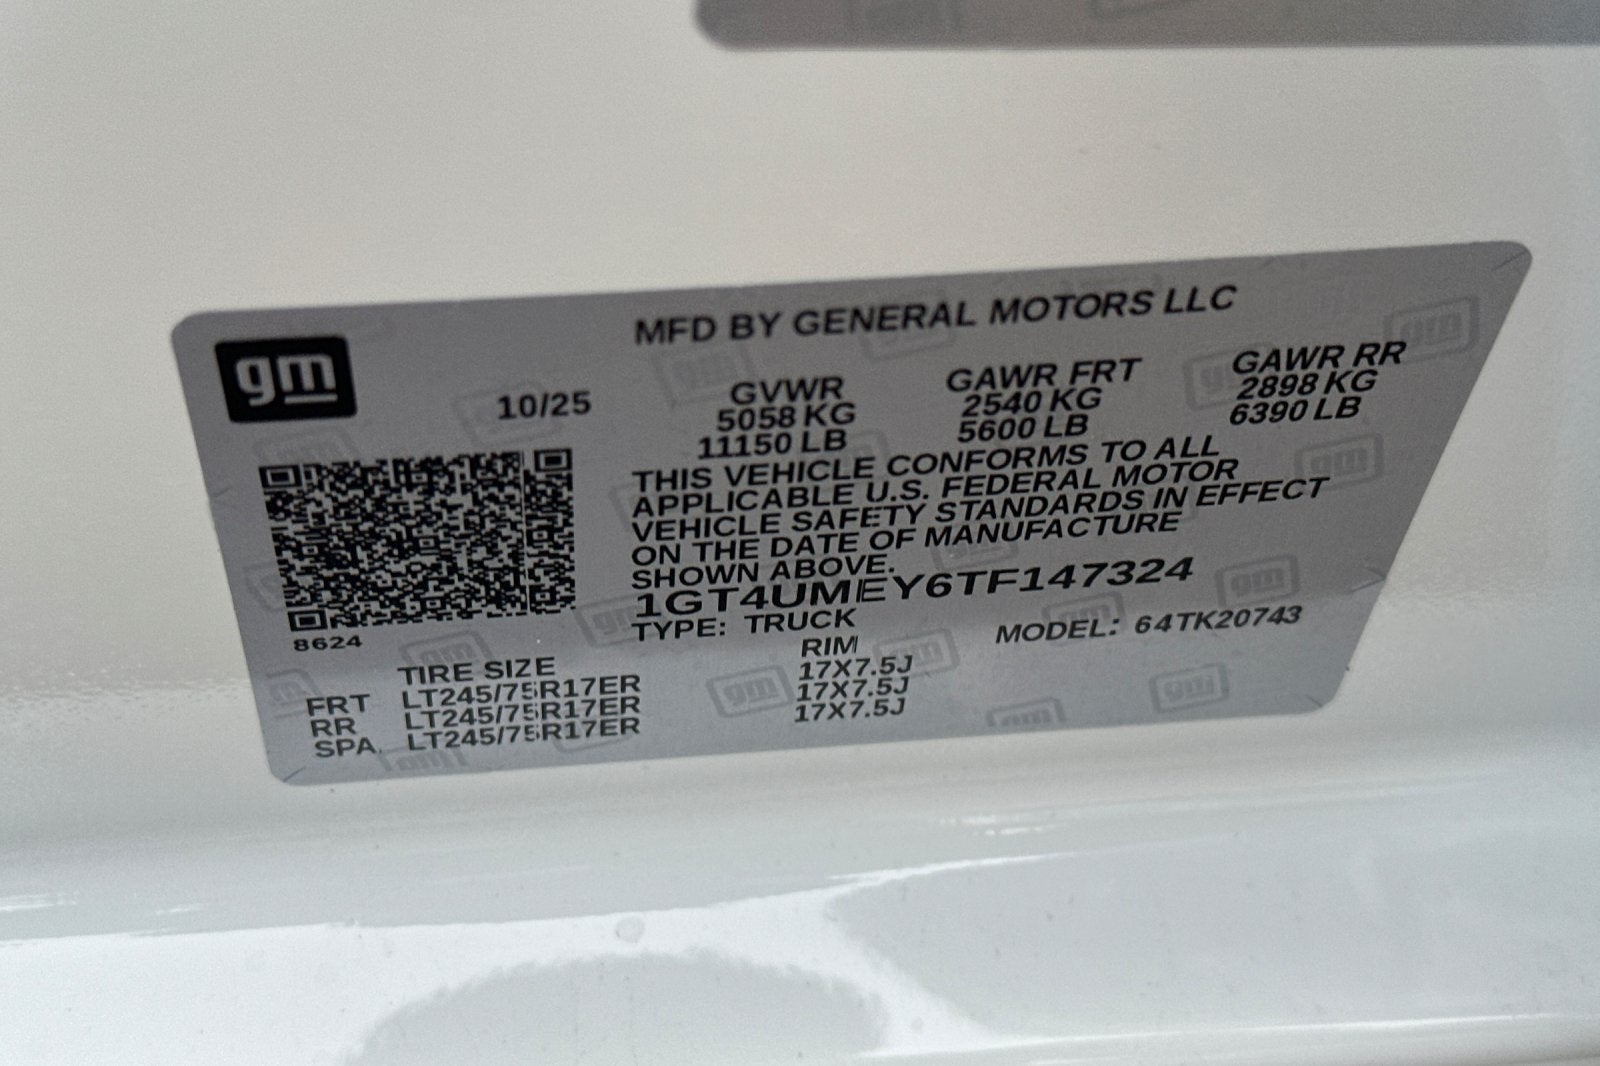 MFD BY GENERAL MOTORS LLC
gm
10/25
GVWR GAWR FRT GAWR RR
5058 KG 2540 KG 2898 KG
11150 LB 5600 LB 6390 LB
THIS VEHICLE CONFORMS TO ALL
APPLICABLE U.S. FEDERAL MOTOR
VEHICLE SAFETY STANDARDS IN EFFECT
ON THE DATE OF MANUFACTURE
SHOWN ABOVE.
1GT4UMEY6TF147324
TYPE: TRUCK MODEL: 64TK20743
8624
TIRE SIZE RIM
FRT LT245/75R17ER 17X7.5J
RR LT245/75R17ER 17X7.5J
SPA. LT245/75R17ER 17X7.5J